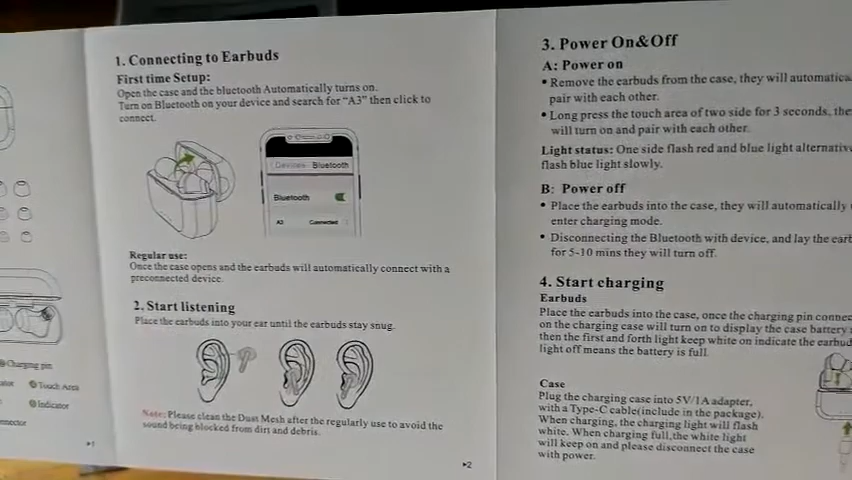 Charging pin
Touch Area
Indicator
1
1. Connecting to Earbuds
First time Setup:
Open the case and the bluetooth Automatically turns on.
Turn on Bluetooth on your device and search for "A3" then click to
connect.
Devices Bluetooth
Bluetooth
A3 Connected
Regular use:
Once the case opens and the earbuds will automatically connect with a
preconnected device.
2. Start listening
Place the earbuds into your ear until the earbuds stay snug.
Note: Please clean the Dust Mesh after the regularly use to avoid the
sound being blocked from dirt and debris.
2
3. Power On&Off
A: Power on
• Remove the earbuds from the case, they will
pair with each other.
• Long press the touch area of two side for 3 seconds,
will turn on and pair with each other.
Light status: One side flash red and blue light
flash blue light slowly.
B: Power off
• Place the earbuds into the case, they will automatically
enter charging mode.
• Disconnecting the Bluetooth with device, and lay the
for 5-10 mins they will turn off.
4. Start charging
Earbuds
Place the earbuds into the case, once the charging pin
on the charging case will turn on to display the case battery
then the first and forth light keep white on indicate the
light off means the battery is full.
Case
Plug the charging case into 5V/1A adapter,
with a Type-C cable(include in the package).
When charging, the charging light will flash
white. When charging full,the white light
will keep on and please disconnect the case
with power.